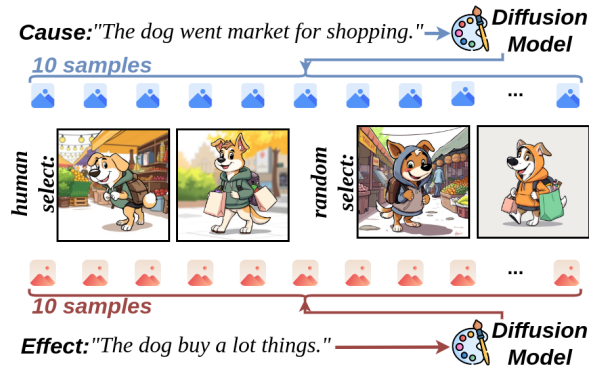 Cause:"The dog went market for shopping."
Diffusion
Model
10 samples
...
human
select:
random
select:
...
10 samples
Effect:"The dog buy a lot things."
Diffusion
Model